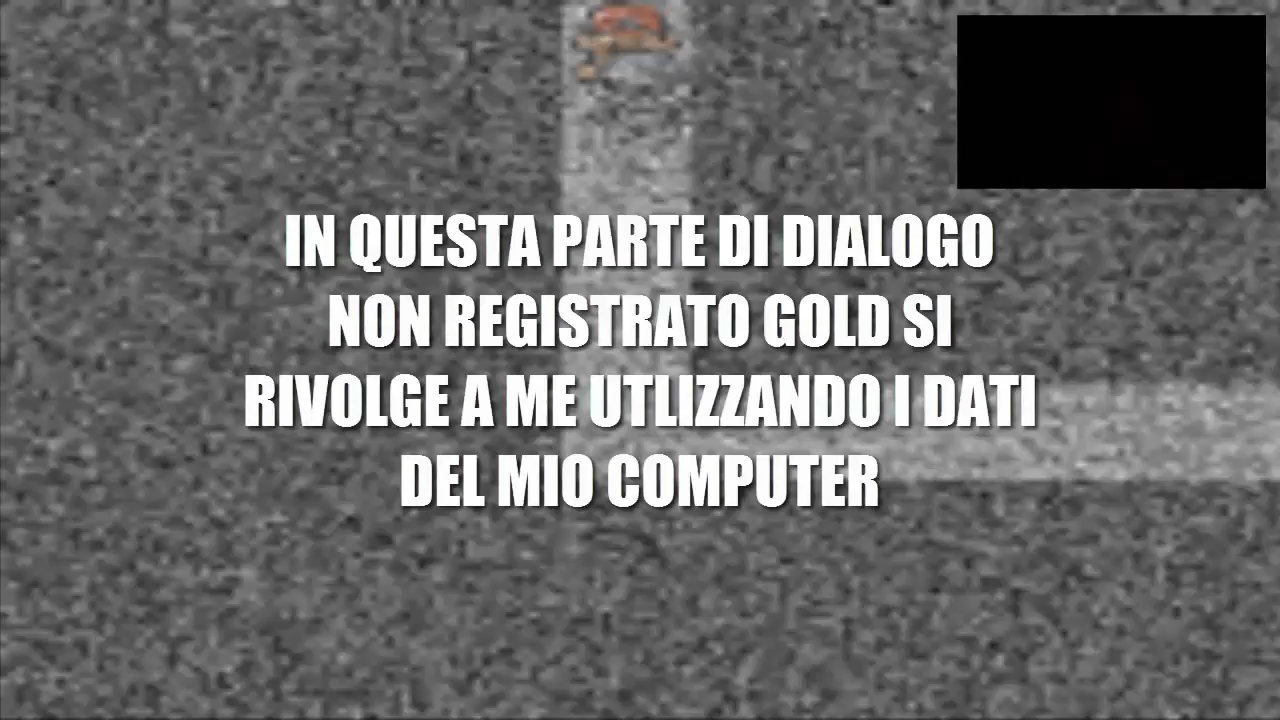 IN QUESTA PARTE DI DIALOGO
NON REGISTRATO GOLD SI
RIVOLGE A ME UTLIZZANDO I DATI
DEL MIO COMPUTER